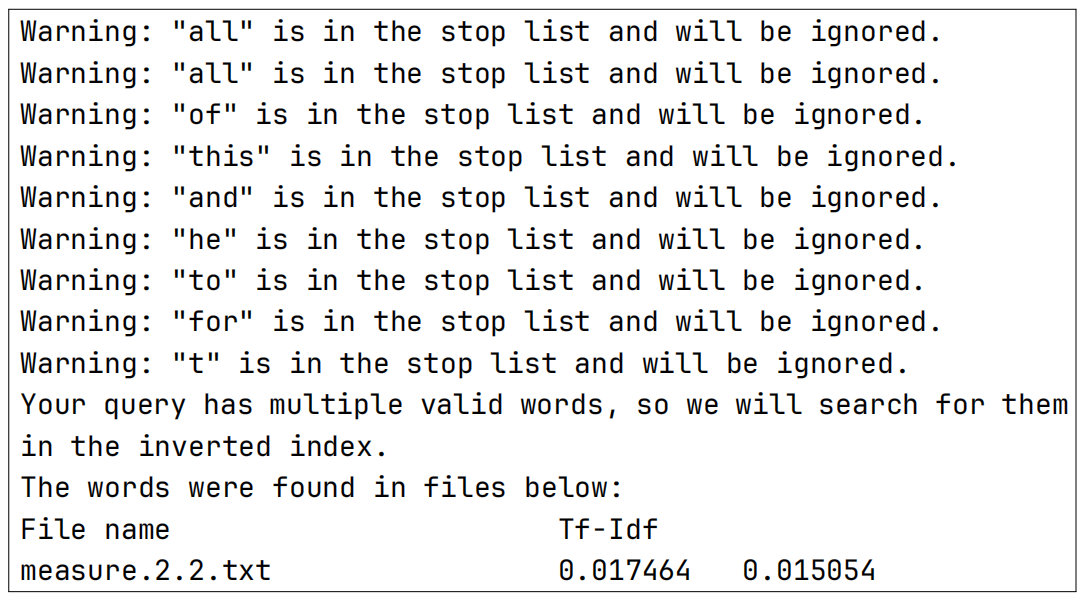 Warning: "all" is in the stop list and will be ignored.
Warning: "all" is in the stop list and will be ignored.
Warning: "of" is in the stop list and will be ignored.
Warning: "this" is in the stop list and will be ignored.
Warning: "and" is in the stop list and will be ignored.
Warning: "he" is in the stop list and will be ignored.
Warning: "to" is in the stop list and will be ignored.
Warning: "for" is in the stop list and will be ignored.
Warning: "t" is in the stop list and will be ignored.
Your query has multiple valid words, so we will search for them
in the inverted index.
The words were found in files below:
File name Tf-Idf
measure.2.2.txt 0.017464 0.015054